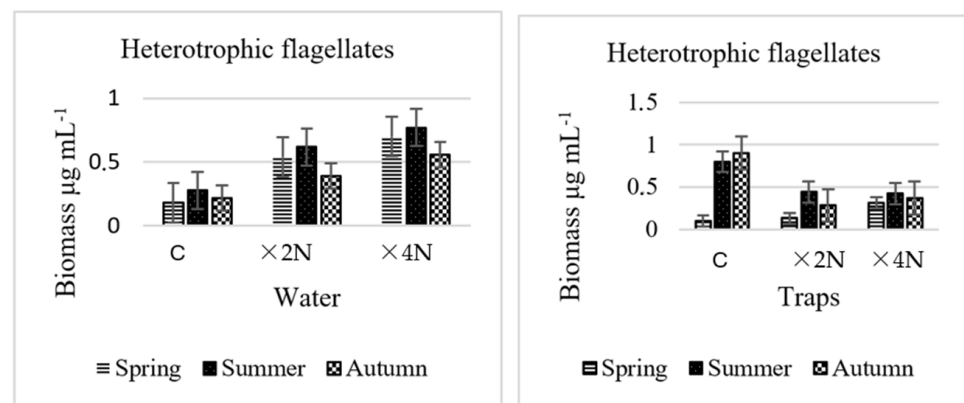 Heterotrophic flagellates
1
0.5
0
Biomass µg mL⁻¹
C ×2N ×4N
Water
Spring Summer Autumn
Heterotrophic flagellates
1.5
1
0.5
0
Biomass µg mL⁻¹
C ×2N ×4N
Traps
Spring Summer Autumn